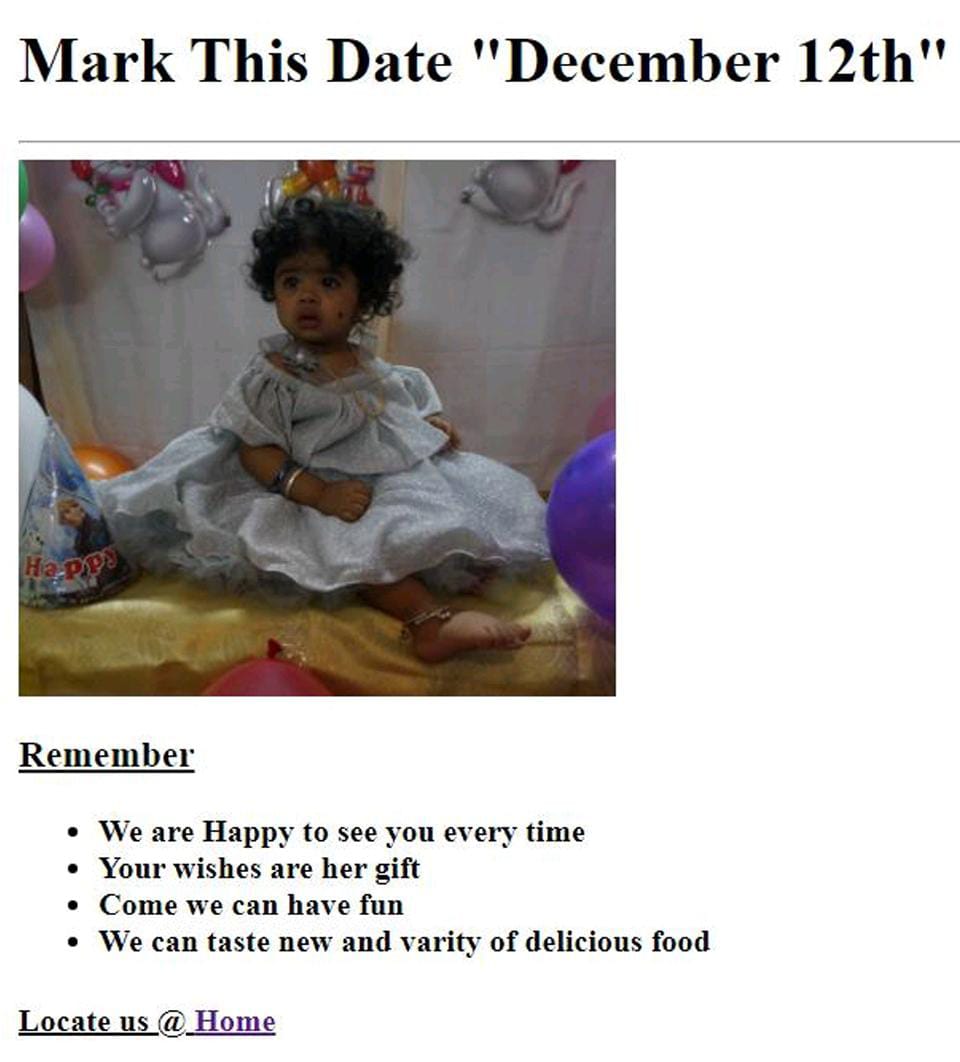 Mark This Date "December 12th"
Happy
Remember
We are Happy to see you every time
Your wishes are her gift
Come we can have fun
We can taste new and varity of delicious food
Locate us @ Home